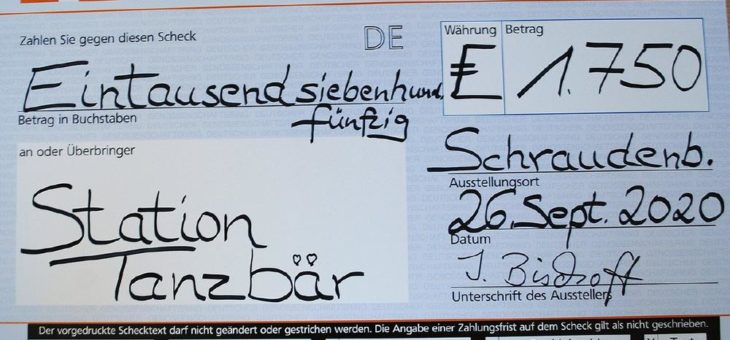 Zahlen Sie gegen diesen Scheck
DE
Währung Betrag
Eintausendsiebenhund.
fünfzig
€ 1.750
Betrag in Buchstaben
an oder Überbringer
Station
Tanzbär
Schraudenb.
Ausstellungsort
26. Sept. 2020
Datum
J. Bischoff
Unterschrift des Ausstellers
Der vorgedruckte Schecktext darf nicht geändert oder gestrichen werden. Die Angabe einer Zahlungsfrist auf dem Scheck gilt als nicht geschrieben.